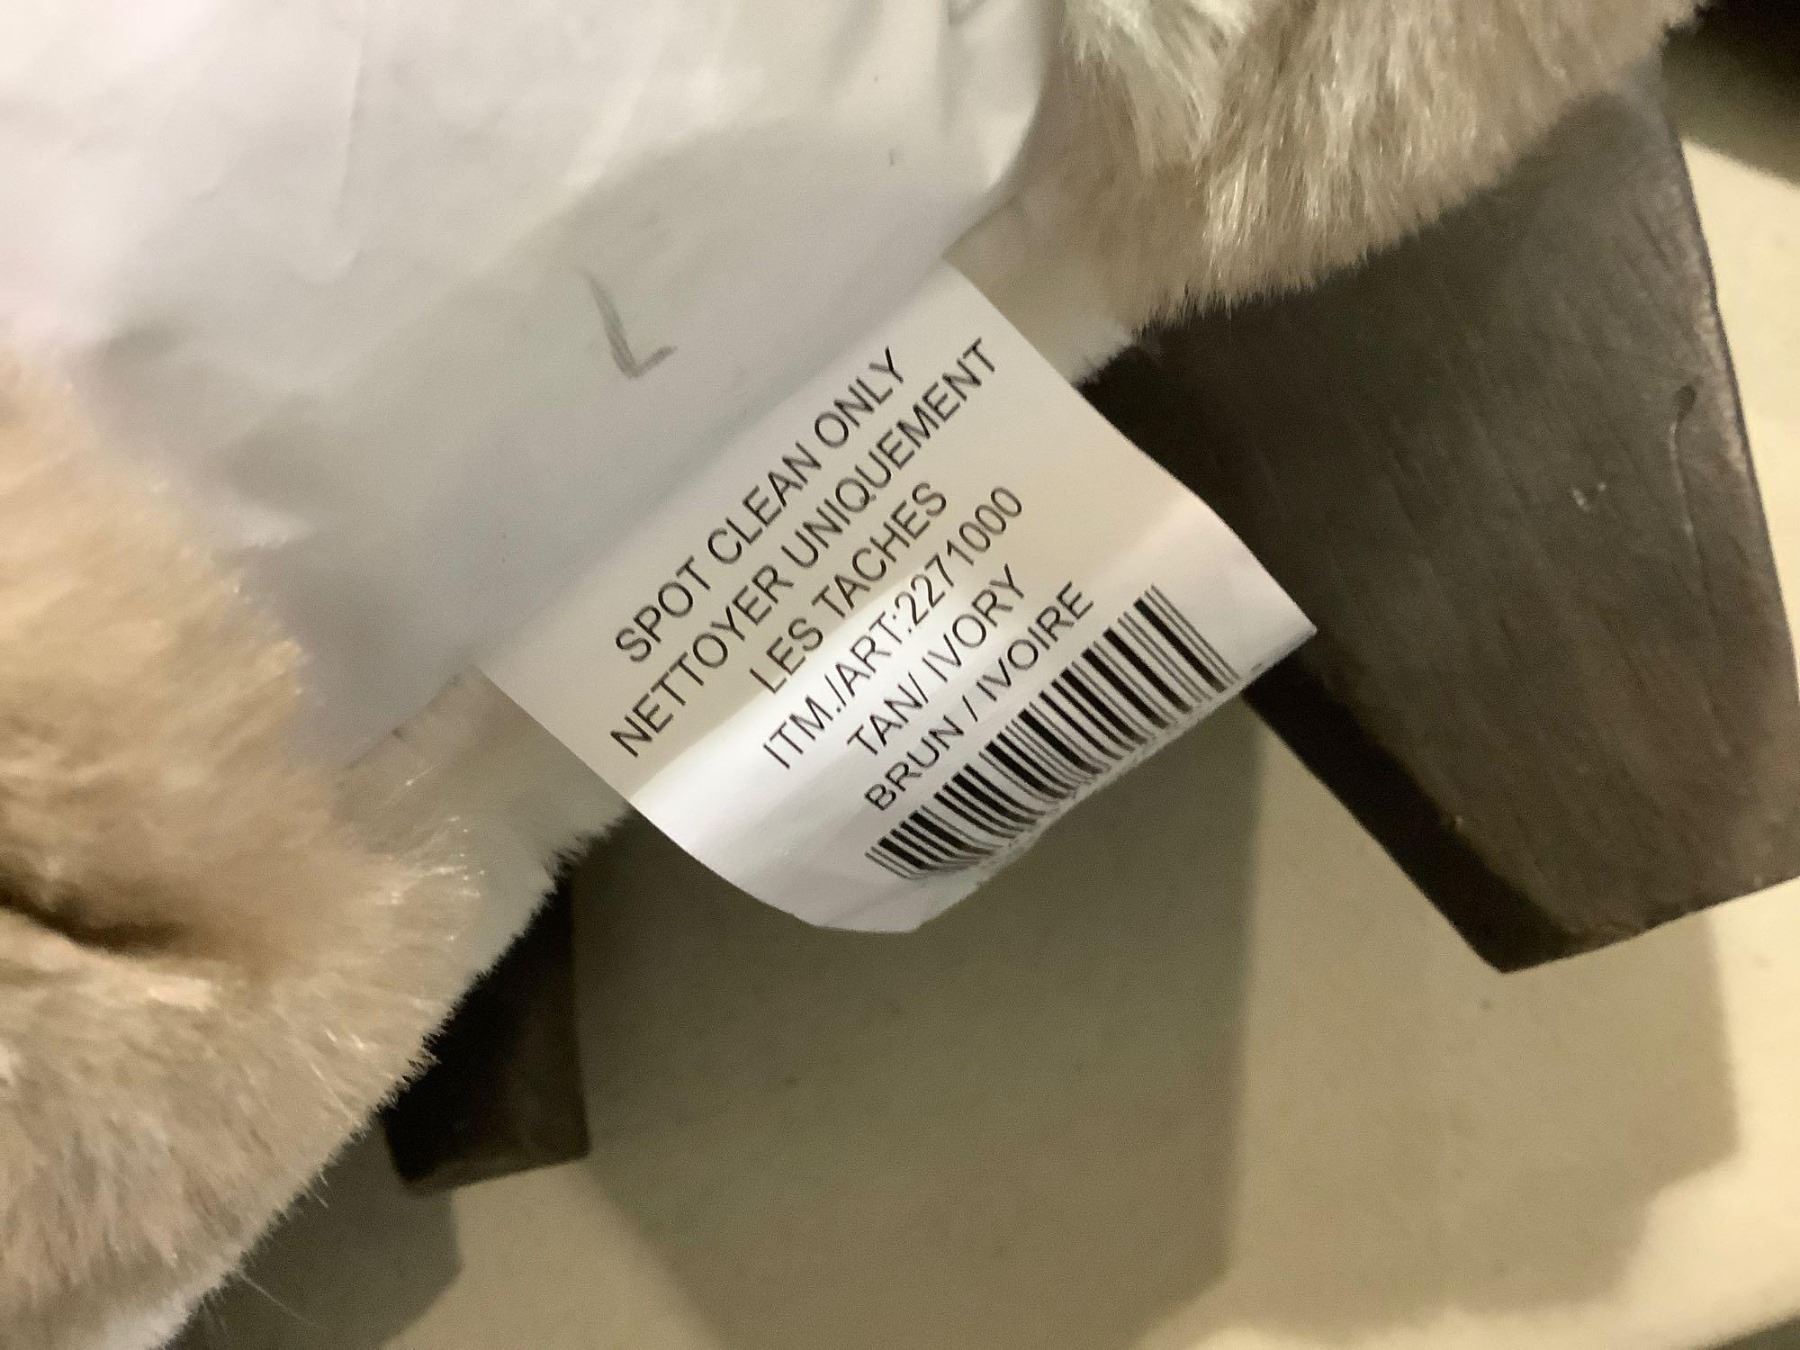 L
SPOT CLEAN ONLY
NETTOYER UNIQUEMENT
LES TACHES
ITM./ART:2271000
TAN/ IVORY
BRUN / IVOIRE